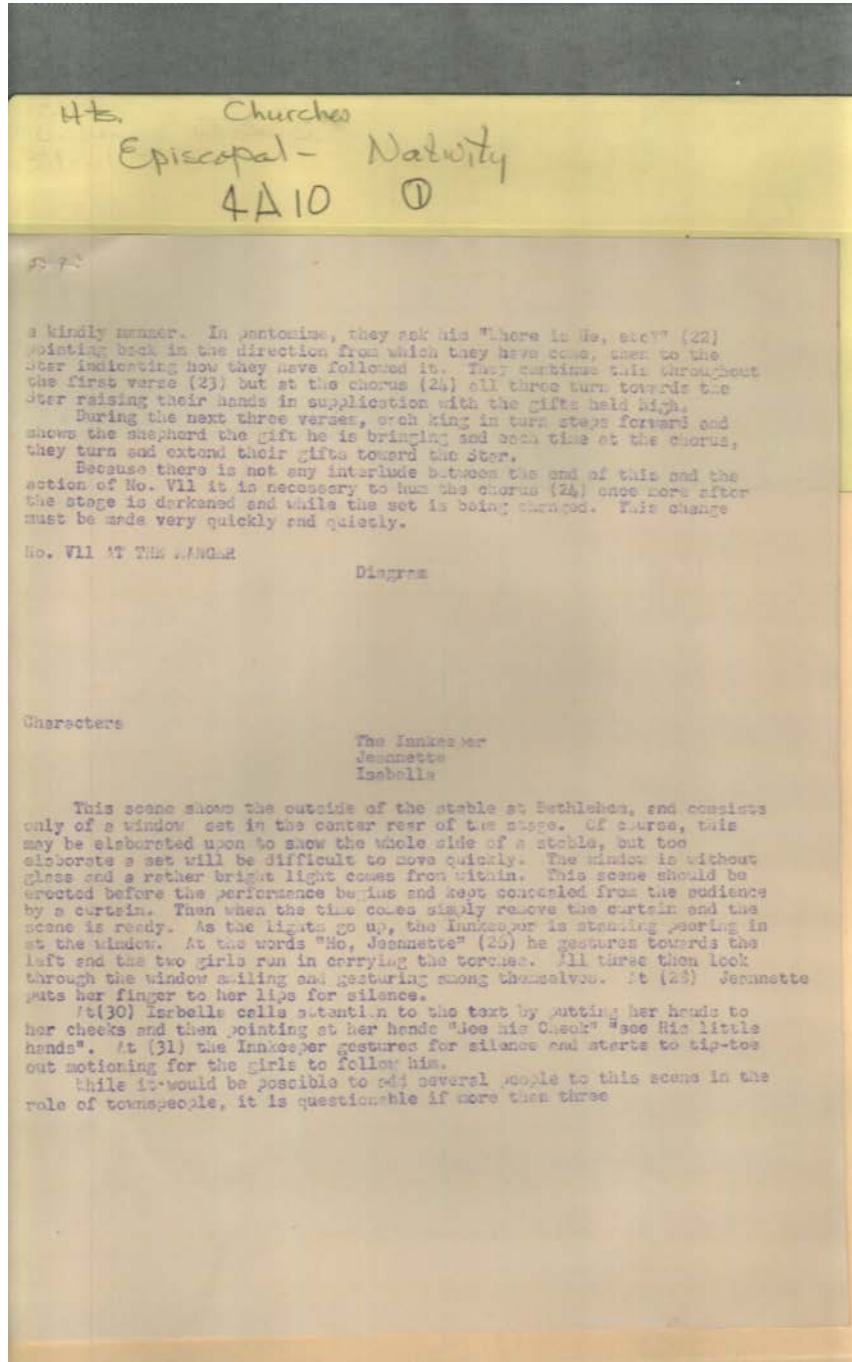 Hts. Churches
Episcopal- Nativity
4A10 ①
a kindly manner. In pantomime, they ask him "There is He, etc?" (22)
pointing back in the direction from which they have come, then to the
Star indicating how they have followed it. They continue this throughout
the first verse (23) but at the chorus (24) all three turn towards the
Star raising their hands in supplication with the gifts held high.
During the next three verses, each king in turn steps forward and
shows the shepherd the gift he is bringing and each time at the chorus,
they turn and extend their gifts toward the Star.
Because there is not any interlude between the end of this and the
action of No. V11 it is necessary to hum the chorus (24) once more after
the stage is darkened and while the set is being changed. This change
must be made very quickly and quietly.
No. V11 AT THE MANGER
Diagram
Characters
The Innkeeper
Jeannette
Isabella
This scene shows the outside of the stable at Bethlehem, and consists
only of a window set in the center rear of the stage. Of course, this
may be elaborated upon to show the whole side of a stable, but too
elaborate a set will be difficult to move quickly. The window is without
glass and a rather bright light comes from within. This scene should be
erected before the performance begins and kept concealed from the audience
by a curtain. Then when the time comes simply remove the curtain and the
scene is ready. As the lights go up, the Innkeeper is standing peering in
at the window. At the words "Ho, Jeannette" (26) he gestures towards the
left and the two girls run in carrying the torches. All three then look
through the window smiling and gesturing among themselves. At (28) Jeannette
puts her finger to her lips for silence.
At(30) Isabella calls attention to the text by putting her hands to
her cheeks and then pointing at her hands "See his Cheek" "see His little
hands". At (31) the Innkeeper gestures for silence and starts to tip-toe
out motioning for the girls to follow him.
While it would be possible to add several people to this scene in the
role of townspeople, it is questionable if more than three